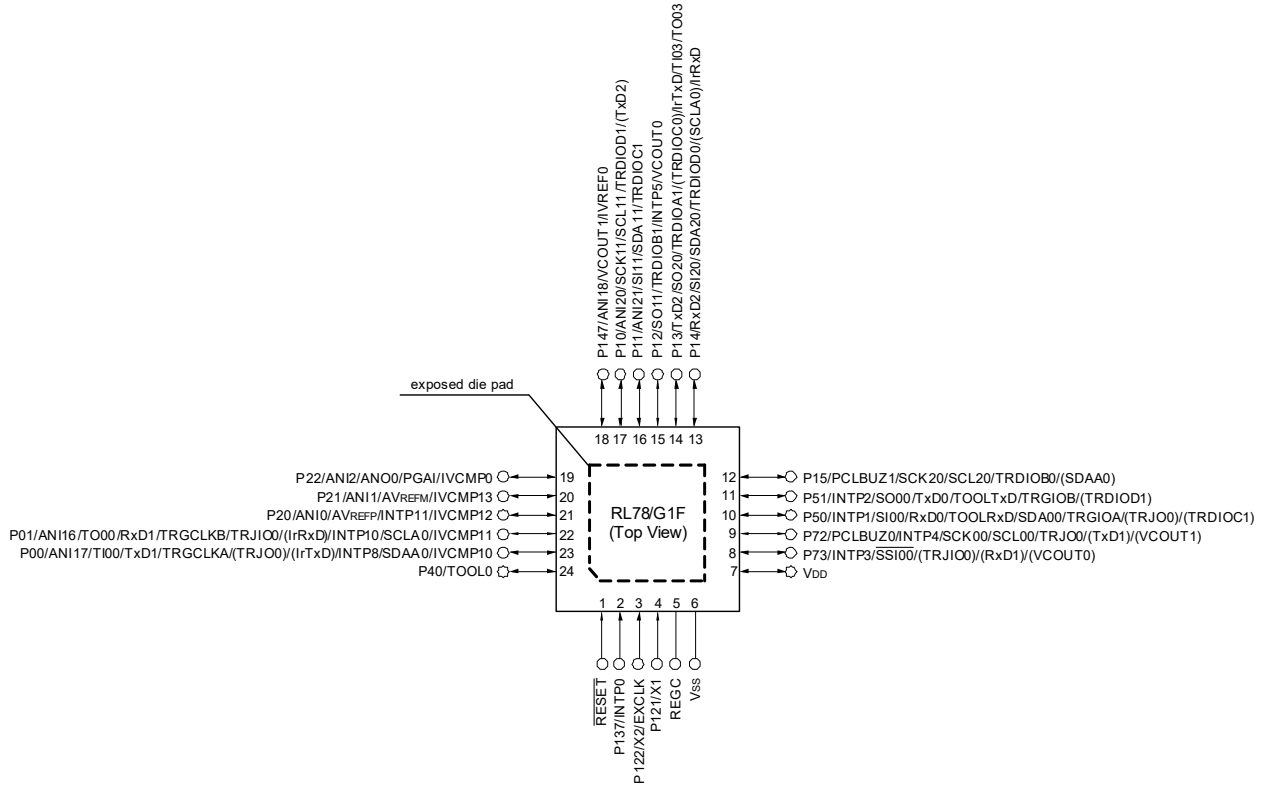 P147/ANI18/VCOUT1/IVREF0
P10/ANI20/SCK11/SCL11/TRDIOD1/(TxD2)
P11/ANI21/SI11/SDA11/TRDIOC1
P12/SO11/TRDIOB1/INTP5/VCOUT0
P13/TxD2/SO20/TRDIOA1/(TRDIOC0)/IrTxD/TI03/TO03
P14/RxD2/SI20/SDA20/TRDIOD0/(SCLA0)/IrRxD
exposed die pad
18 17 16 15 14 13
P22/ANI2/ANO0/PGAI/IVCMP0 19
P21/ANI1/AVREFM/IVCMP13 20
P20/ANI0/AVREFP/INTP11/IVCMP12 21
P01/ANI16/TO00/RxD1/TRGCLKB/TRJIO0/(IrRxD)/INTP10/SCLA0/IVCMP11 22
P00/ANI17/TI00/TxD1/TRGCLKA/(TRJO0)/(IrTxD)/INTP8/SDAA0/IVCMP10 23
P40/TOOL0 24
RL78/G1F
(Top View)
12 P15/PCLBUZ1/SCK20/SCL20/TRDIOB0/(SDAA0)
11 P51/INTP2/SO00/TxD0/TOOLTxD/TRGIOB/(TRDIOD1)
10 P50/INTP1/SI00/RxD0/TOOLRxD/SDA00/TRGIOA/(TRJO0)/(TRDIOC1)
9 P72/PCLBUZ0/INTP4/SCK00/SCL00/TRJO0/(TxD1)/(VCOUT1)
8 P73/INTP3/SSI00/(TRJIO0)/(RxD1)/(VCOUT0)
7 VDD
1 2 3 4 5 6
RESET
P137/INTP0
P122/X2/EXCLK
P121/X1
REGC
Vss